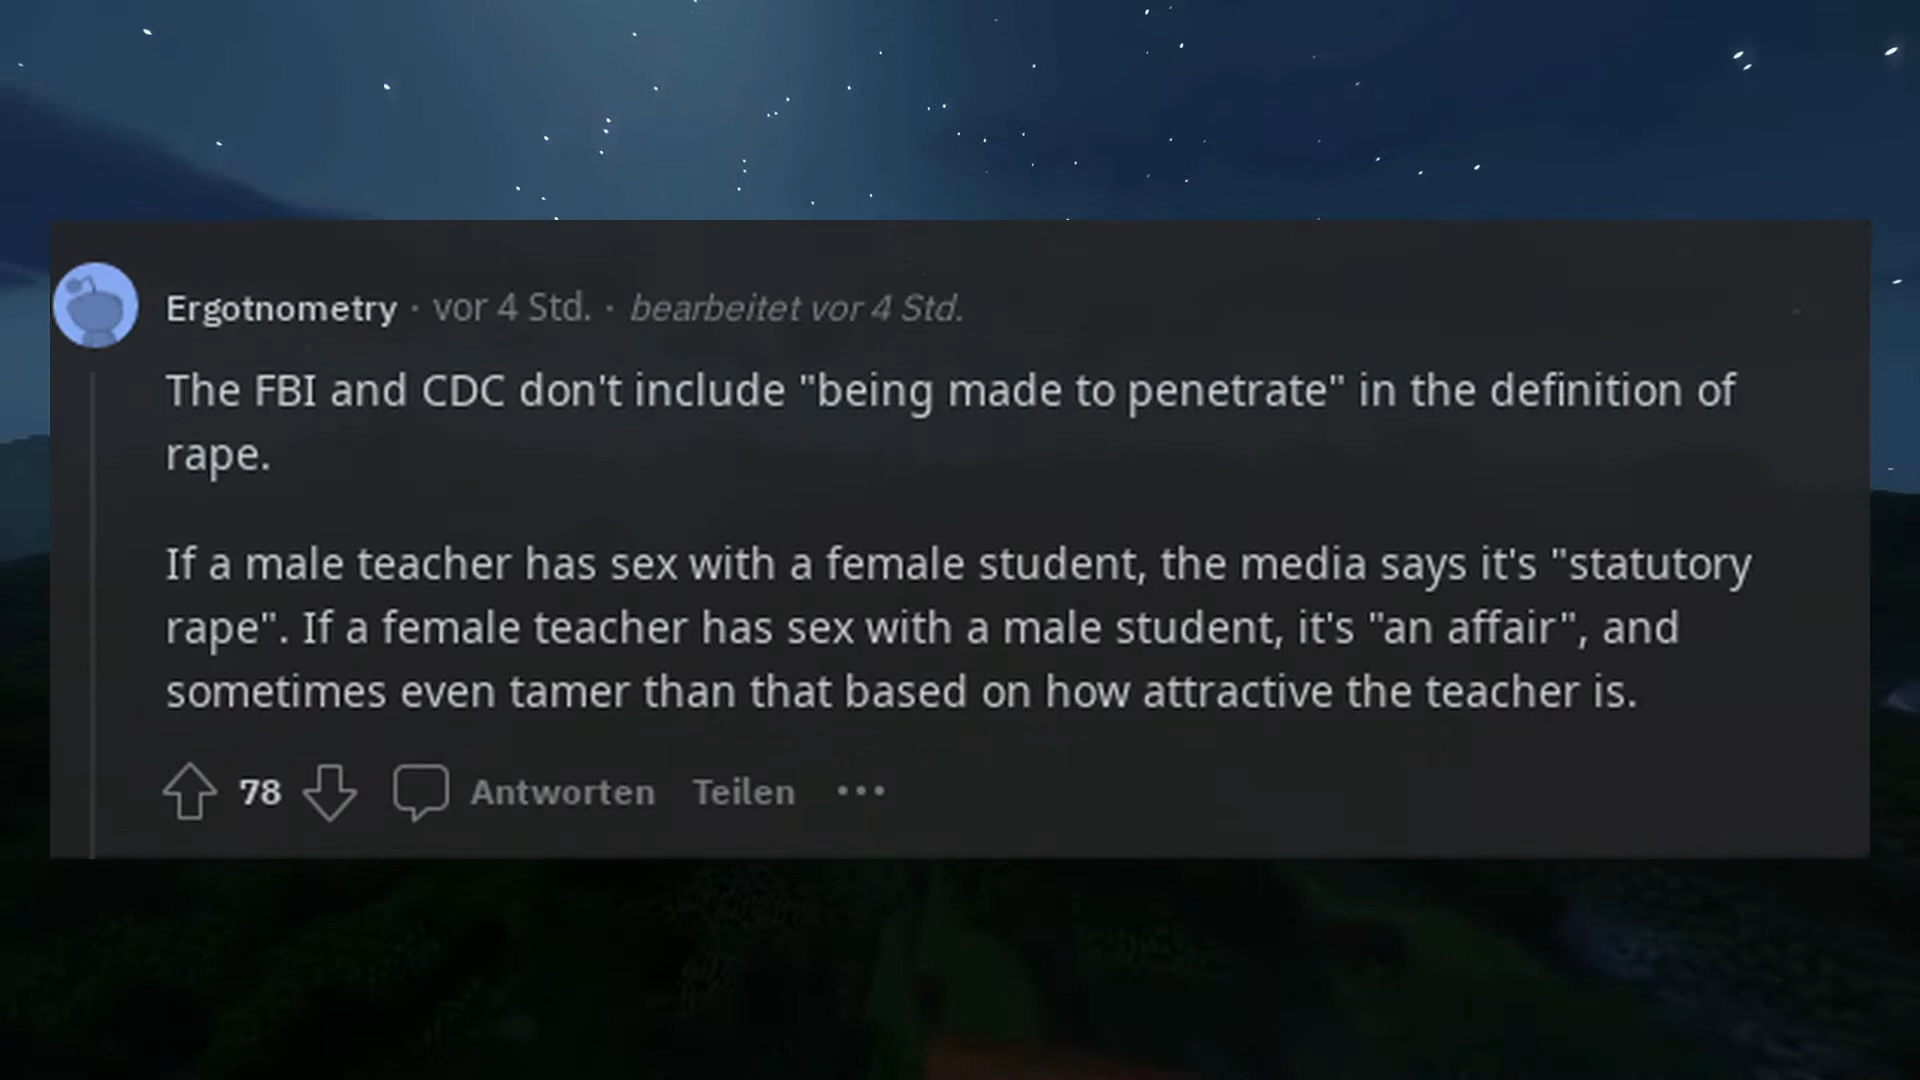 Ergotnometry · vor 4 Std. · bearbeitet vor 4 Std.
The FBI and CDC don't include "being made to penetrate" in the definition of
rape.
If a male teacher has sex with a female student, the media says it's "statutory
rape". If a female teacher has sex with a male student, it's "an affair", and
sometimes even tamer than that based on how attractive the teacher is.
78 Antworten Teilen •••